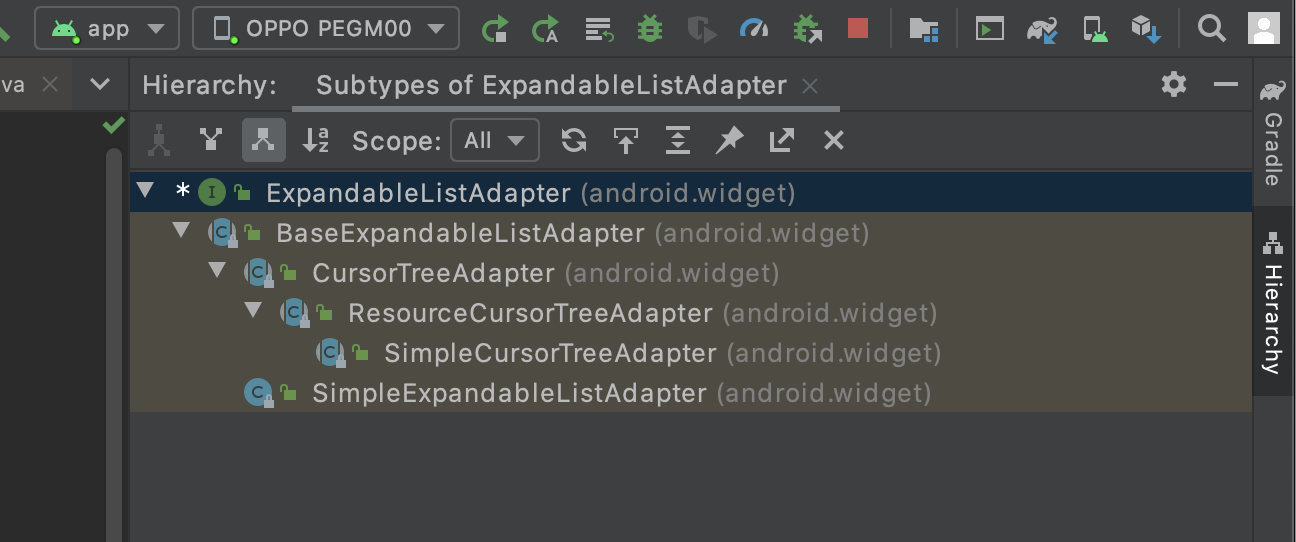 app
OPPO PEGM00
va
Hierarchy:
Subtypes of ExpandableListAdapter
Scope:
All
ExpandableListAdapter (android.widget)
BaseExpandableListAdapter (android.widget)
CursorTreeAdapter (android.widget)
ResourceCursorTreeAdapter (android.widget)
SimpleCursorTreeAdapter (android.widget)
SimpleExpandableListAdapter (android.widget)
Gradle
Hierarchy